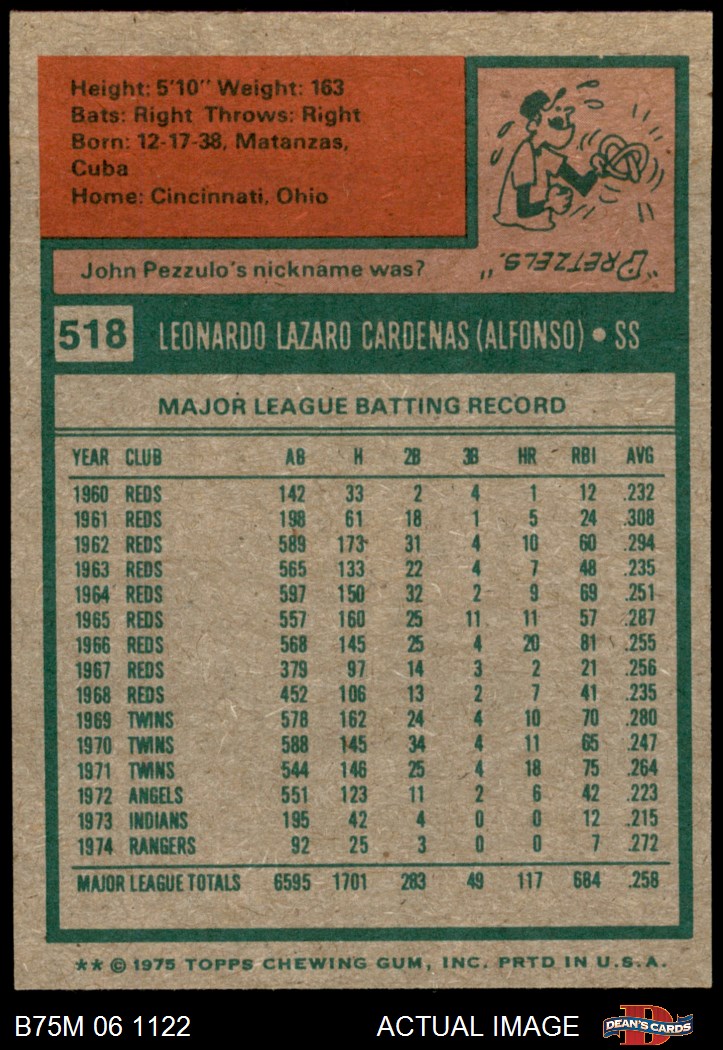 Height: 5'10" Weight: 163
Bats: Right Throws: Right
Born: 12-17-38, Matanzas,
Cuba
Home: Cincinnati, Ohio
"PRETZELS."
John Pezzulo's nickname was?
518 LEONARDO LAZARO CARDENAS (ALFONSO) • SS
MAJOR LEAGUE BATTING RECORD
YEAR CLUB AB H 2B 3B HR RBI AVG
1960 REDS 142 33 2 4 1 12 .232
1961 REDS 198 61 18 1 5 24 .308
1962 REDS 589 173 31 4 10 60 .294
1963 REDS 565 133 22 4 7 48 .235
1964 REDS 597 150 32 2 9 69 .251
1965 REDS 557 160 25 11 11 57 .287
1966 REDS 568 145 25 4 20 81 .255
1967 REDS 379 97 14 3 2 21 .256
1968 REDS 452 106 13 2 7 41 .235
1969 TWINS 578 162 24 4 10 70 .280
1970 TWINS 588 145 34 4 11 65 .247
1971 TWINS 544 146 25 4 18 75 .264
1972 ANGELS 551 123 11 2 6 42 .223
1973 INDIANS 195 42 4 0 0 12 .215
1974 RANGERS 92 25 3 0 0 7 .272
MAJOR LEAGUE TOTALS 6595 1701 283 49 117 684 .258
** © 1975 TOPPS CHEWING GUM, INC. PRTD IN U.S.A.
B75M 06 1122 ACTUAL IMAGE D DEAN'S CARDS